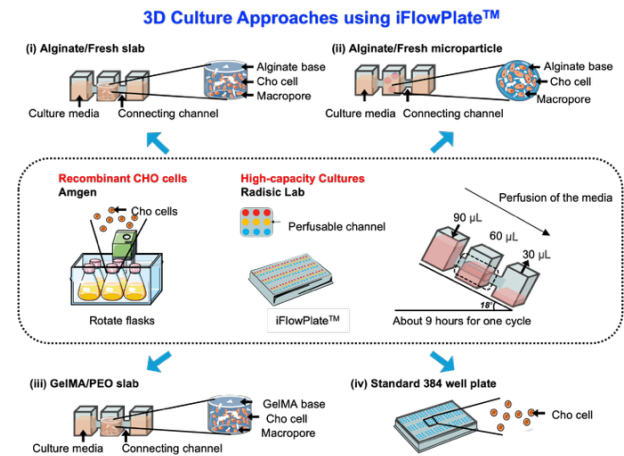 3D Culture Approaches using iFlowPlate™
(i) Alginate/Fresh slab
Alginate base
Cho cell
Macropore
Culture media
Connecting channel
(ii) Alginate/Fresh microparticle
Alginate base
Cho cell
Macropore
Culture media
Connecting channel
Recombinant CHO cells
Amgen
Cho cells
Rotate flasks
High-capacity Cultures
Radisic Lab
Perfusable channel
iFlowPlate™
Perfusion of the media
90 µL
60 µL
30 µL
18°
About 9 hours for one cycle
(iii) GelMA/PEO slab
GelMA base
Cho cell
Macropore
Culture media
Connecting channel
(iv) Standard 384 well plate
Cho cell